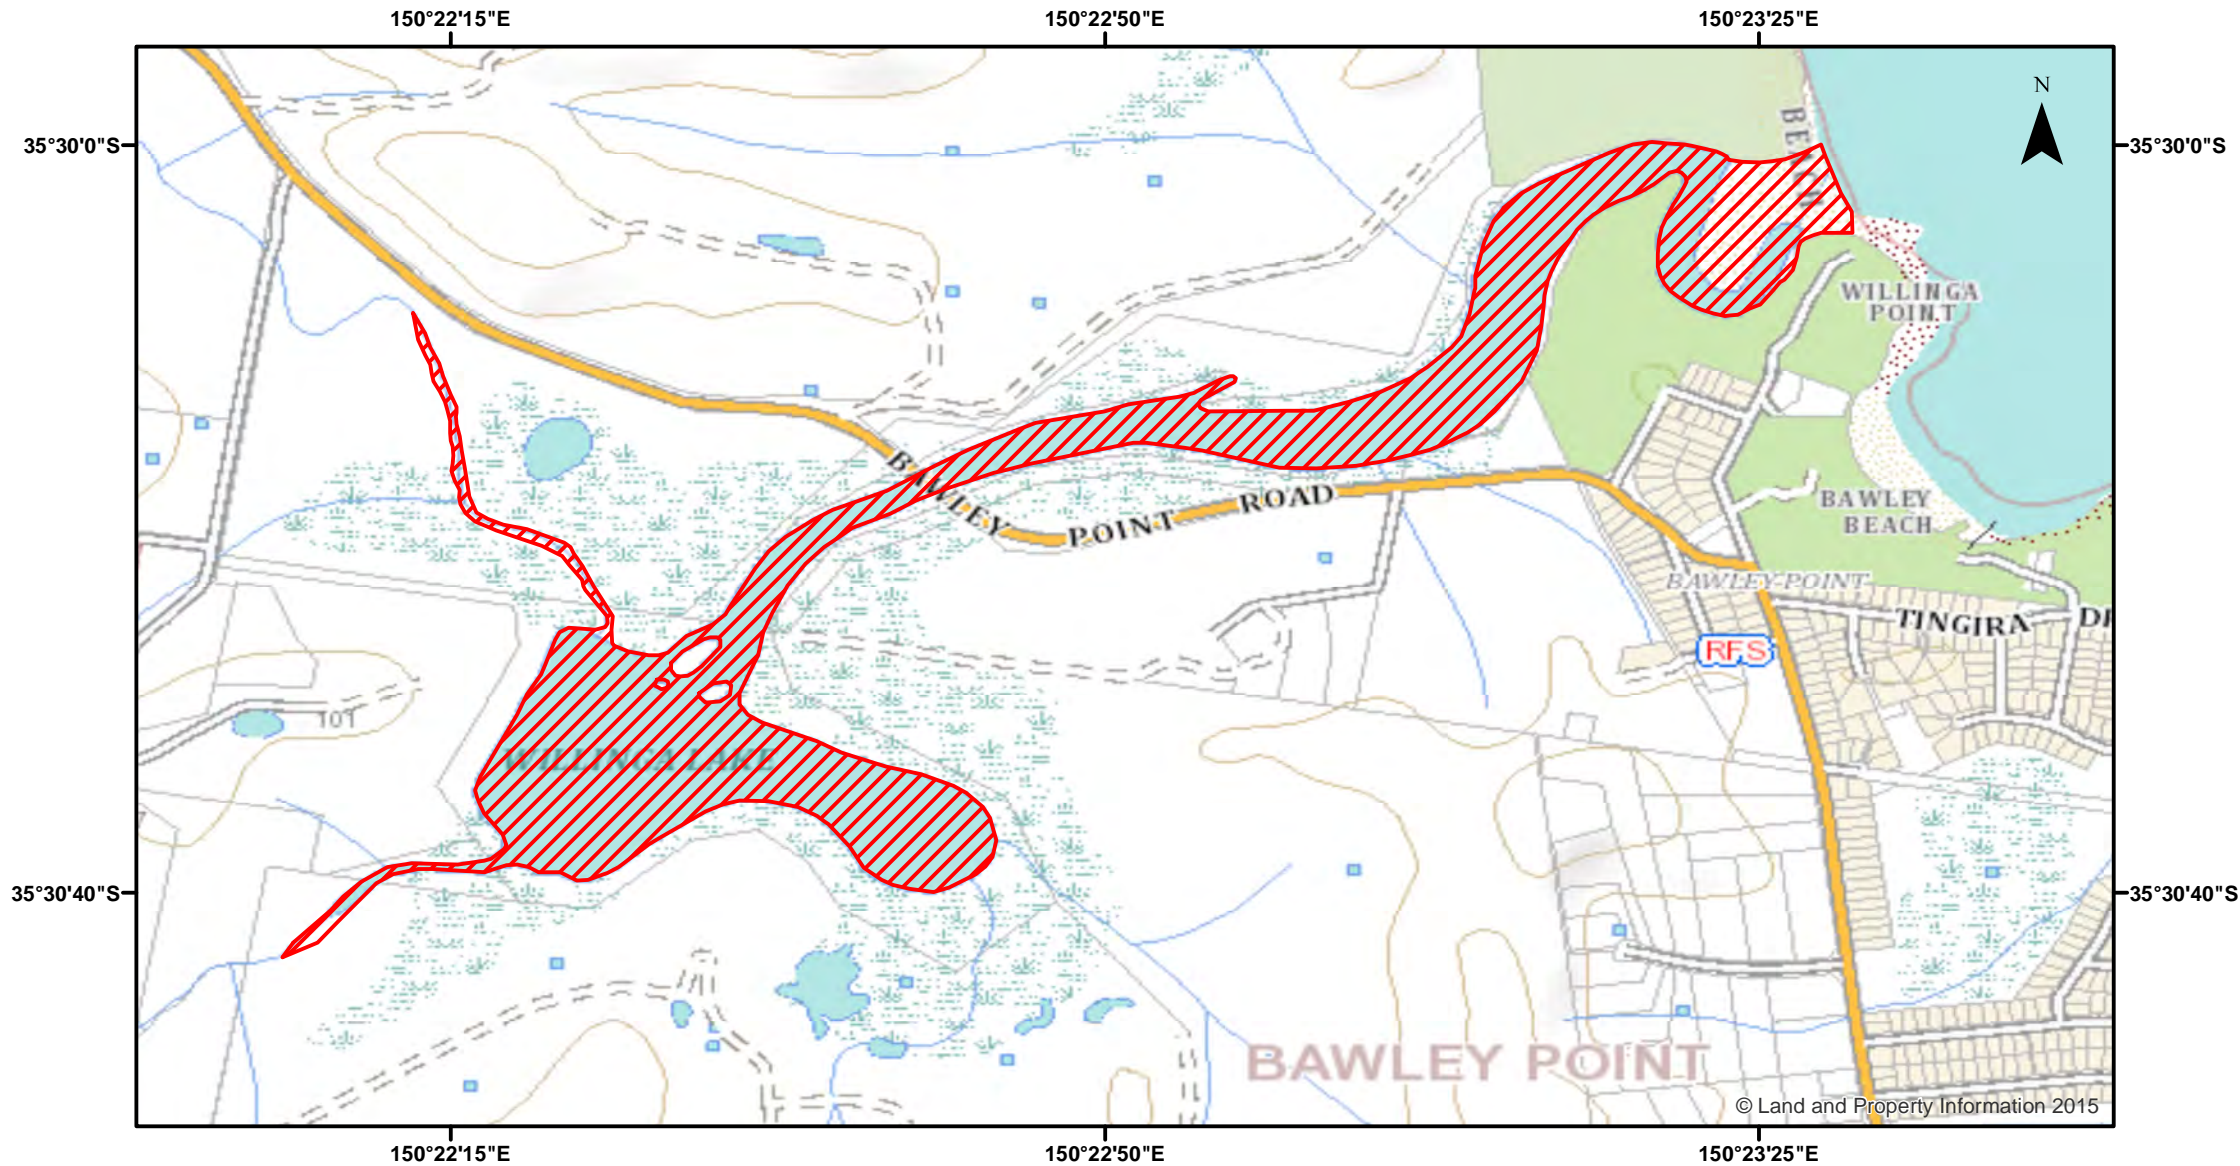 150°22'15"E
150°22'50"E
150°23'25"E
N
35°30'0"S
35°30'0"S
BEACH
WILLINGA
POINT
BAWLEY
POINT
ROAD
BAWLEY
BEACH
BAWLEY POINT
TINGIRA
DR
RFS
101
WILLINGA LAKE
35°30'40"S
35°30'40"S
BAWLEY POINT
© Land and Property Information 2015
150°22'15"E
150°22'50"E
150°23'25"E